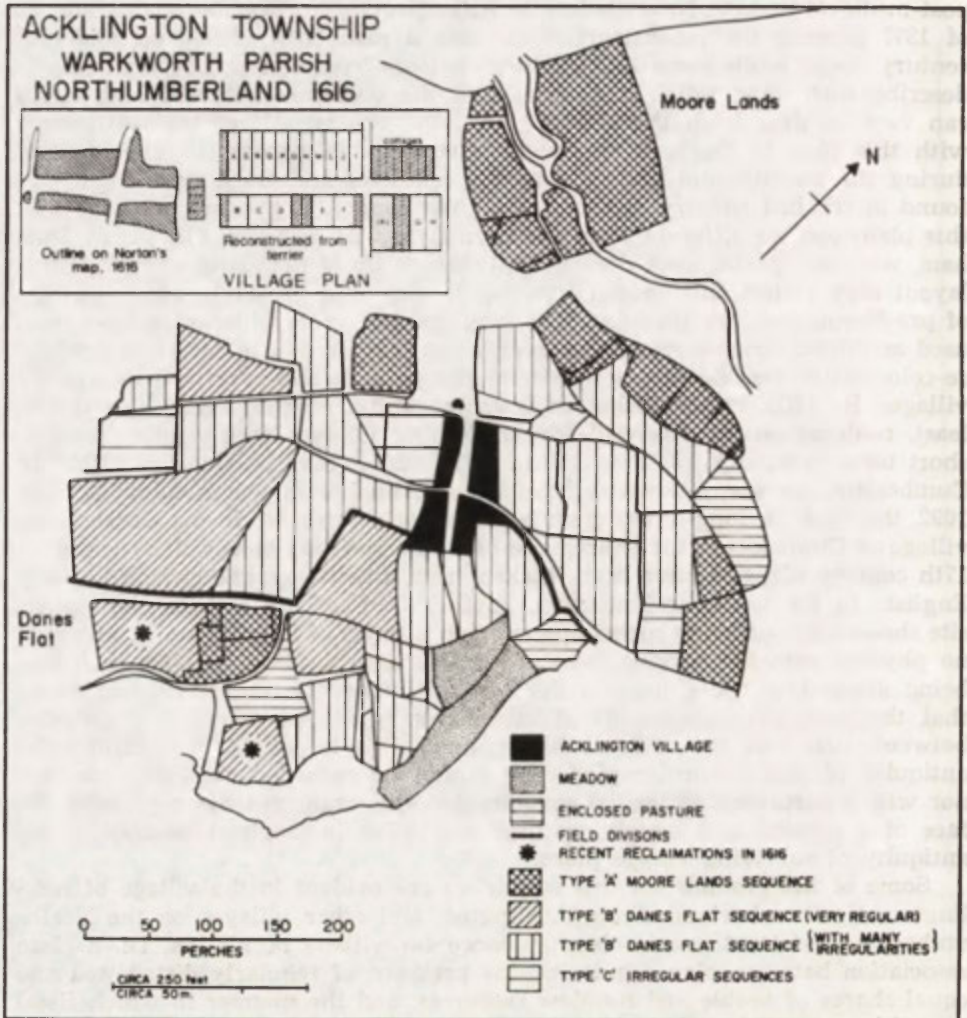 ACKLINGTON TOWNSHIP
WARKWORTH PARISH
NORTHUMBERLAND 1616
Outline on Norton's
map, 1616
Reconstructed from
terrier
VILLAGE PLAN
Moore Lands
N
Danes
Flat
ACKLINGTON VILLAGE
MEADOW
ENCLOSED PASTURE
FIELD DIVISONS
RECENT RECLAIMATIONS IN 1616
TYPE 'A' MOORE LANDS SEQUENCE
TYPE 'B' DANES FLAT SEQUENCE (VERY REGULAR)
TYPE 'B' DANES FLAT SEQUENCE {WITH MANY
IRREGULARITIES}
TYPE 'C' IRREGULAR SEQUENCES
0 50 100 150 200
PERCHES
CIRCA 250 feet
CIRCA 50 m